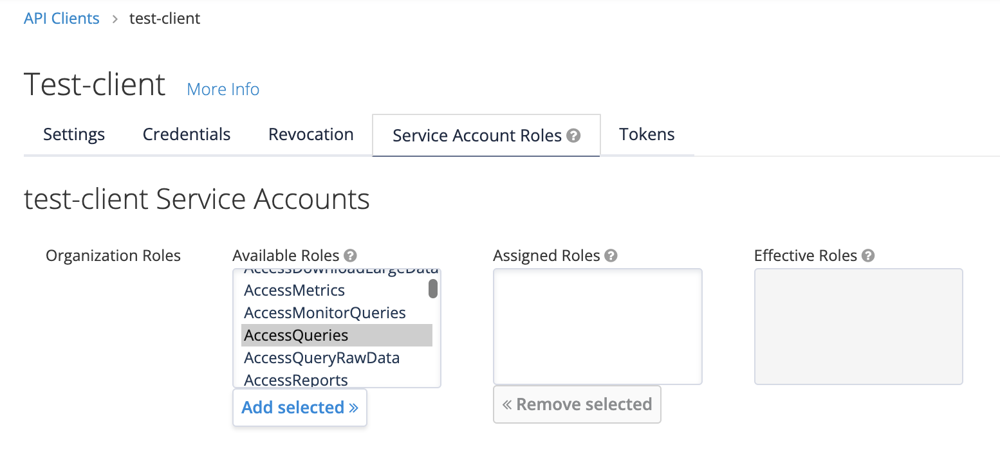 API Clients > test-client
Test-client More Info
Settings Credentials Revocation Service Account Roles ? Tokens
test-client Service Accounts
Organization Roles Available Roles ? Assigned Roles ? Effective Roles ?
AccessDownloadLargeData
AccessMetrics
AccessMonitorQueries
AccessQueries
AccessQueryRawData
AccessReports
Add selected » « Remove selected